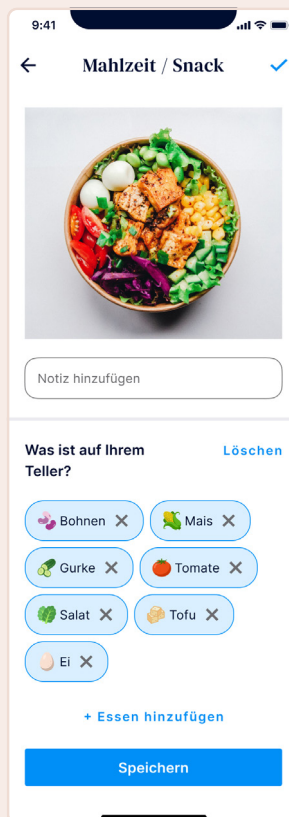 9:41
Mahlzeit / Snack
Notiz hinzufügen
Was ist auf Ihrem
Teller?
Löschen
Bohnen
Mais
Gurke
Tomate
Salat
Tofu
Ei
+ Essen hinzufügen
Speichern